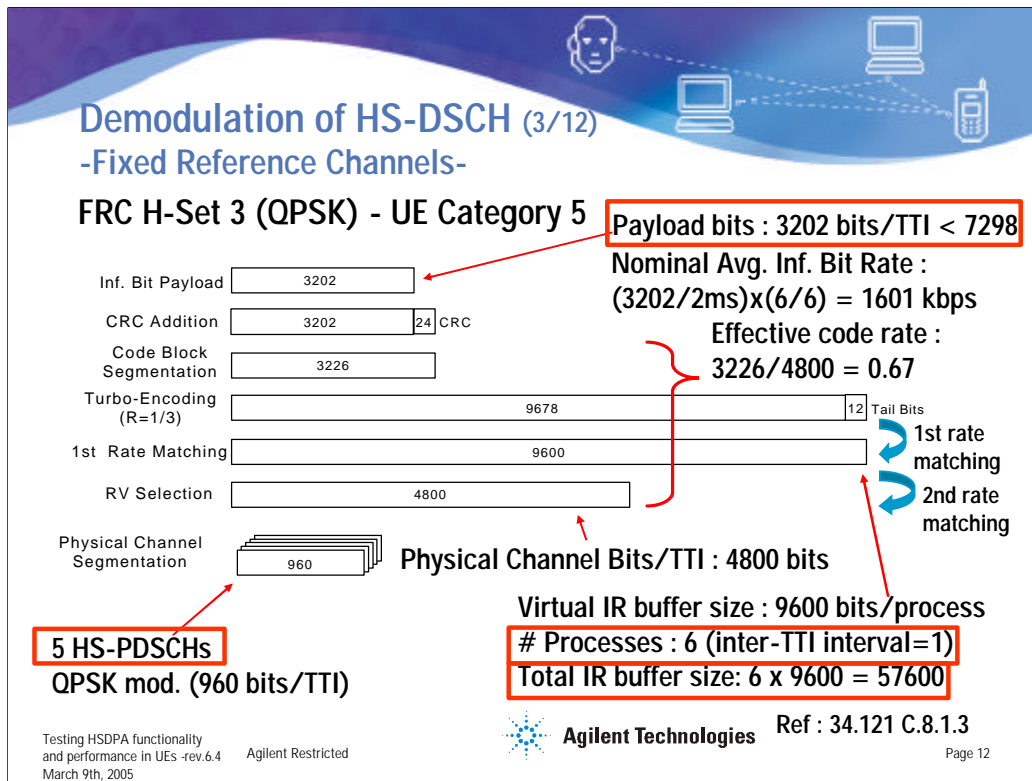 Demodulation of HS-DSCH (3/12)
-Fixed Reference Channels-
FRC H-Set 3 (QPSK) - UE Category 5
Payload bits : 3202 bits/TTI < 7298
Nominal Avg. Inf. Bit Rate :
(3202/2ms)x(6/6) = 1601 kbps
Effective code rate :
3226/4800 = 0.67
Inf. Bit Payload
3202
CRC Addition
3202
24
CRC
Code Block
Segmentation
3226
Turbo-Encoding
(R=1/3)
9678
12
Tail Bits
1st Rate Matching
9600
1st rate
matching
RV Selection
4800
2nd rate
matching
Physical Channel
Segmentation
960
Physical Channel Bits/TTI : 4800 bits
5 HS-PDSCHs
QPSK mod. (960 bits/TTI)
Virtual IR buffer size : 9600 bits/process
# Processes : 6 (inter-TTI interval=1)
Total IR buffer size: 6 x 9600 = 57600
Testing HSDPA functionality
and performance in UEs -rev.6.4
March 9th, 2005
Agilent Restricted
Agilent Technologies
Ref : 34.121 C.8.1.3
Page 12